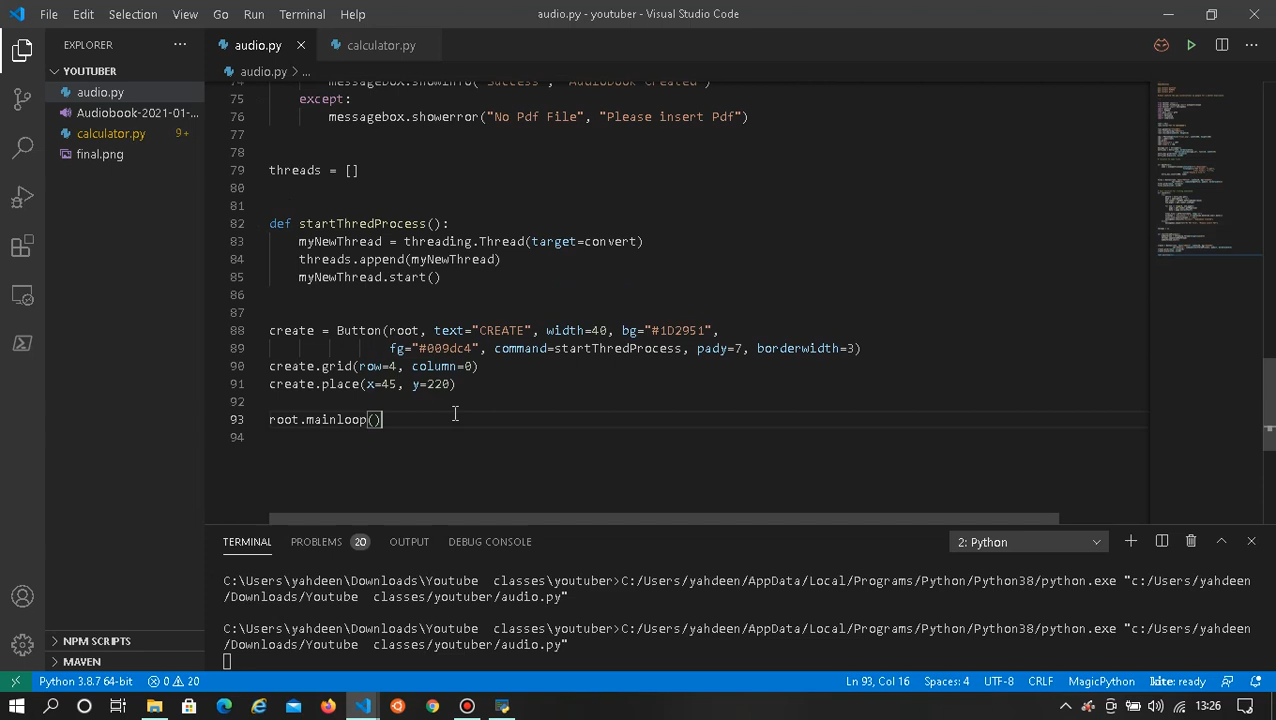 File Edit Selection View Go Run Terminal Help audio.py - youtuber - Visual Studio Code
EXPLORER
audio.py calculator.py
YOUTUBER
audio.py > ...
audio.py
Audiobook-2021-01-...
calculator.py 9+
final.png
NPM SCRIPTS
MAVEN
74 messagebox.showinfo("Success", "Audiobook Created")
75 except:
76 messagebox.showerror("No Pdf File", "Please insert Pdf")
77
78
79 threads = []
80
81
82 def startThredProcess():
83 myNewThread = threading.Thread(target=convert)
84 threads.append(myNewThread)
85 myNewThread.start()
86
87
88 create = Button(root, text="CREATE", width=40, bg="#1D2951",
89 fg="#009dc4", command=startThredProcess, pady=7, borderwidth=3)
90 create.grid(row=4, column=0)
91 create.place(x=45, y=220)
92
93 root.mainloop()
94
TERMINAL PROBLEMS 20 OUTPUT DEBUG CONSOLE 2: Python
C:\Users\yahdeen\Downloads\Youtube classes\youtuber>C:/Users/yahdeen/AppData/Local/Programs/Python/Python38/python.exe "c:/Users/yahdeen
/Downloads/Youtube classes/youtuber/audio.py"
C:\Users\yahdeen\Downloads\Youtube classes\youtuber>C:/Users/yahdeen/AppData/Local/Programs/Python/Python38/python.exe "c:/Users/yahdeen
/Downloads/Youtube classes/youtuber/audio.py"
Python 3.8.7 64-bit 0 20 Ln 93, Col 16 Spaces: 4 UTF-8 CRLF MagicPython kite: ready
13:26